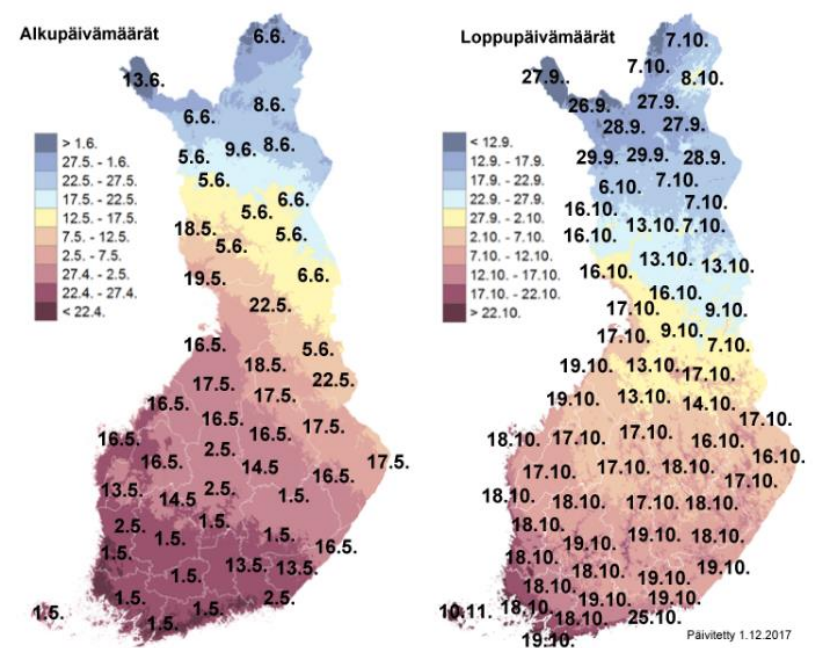 Alkupäivämäärät
6.6.
13.6.
8.6.
6.6.
9.6. 8.6.
5.6.
5.6.
6.6.
5.6.
18.5. 5.6.
5.6.
19.5. 6.6.
22.5.
16.5. 5.6.
18.5.
17.5. 22.5.
17.5.
16.5.
16.5. 17.5.
16.5. 16.5.
2.5.
16.5. 14.5 17.5.
16.5.
13.5. 14.5 2.5. 1.5.
2.5. 1.5.
1.5. 1.5.
1.5. 16.5.
1.5. 13.5. 13.5.
1.5. 2.5.
1.5. 1.5.
1.5.
> 1.6.
27.5. - 1.6.
22.5. - 27.5.
17.5. - 22.5.
12.5. - 17.5.
7.5. - 12.5.
2.5. - 7.5.
27.4. - 2.5.
22.4. - 27.4.
< 22.4.
Loppupäivämäärät
7.10.
7.10.
27.9.. 8.10.
26.9. 27.9.
28.9. 27.9.
29.9. 29.9. 28.9.
6.10. 7.10.
16.10. 7.10.
13.10. 7.10.
16.10.
13.10. 13.10.
16.10.
16.10.
17.10. 9.10.
17.10. 9.10.
7.10.
19.10. 13.10. 17.10.
19.10. 13.10. 14.10.
17.10.
18.10. 17.10. 17.10. 16.10.
16.10.
17.10. 17.10. 18.10. 17.10.
18.10. 18.10. 17.10. 18.10.
18.10.
19.10. 19.10. 18.10.
18.10.
18.10. 19.10. 19.10.
18.10.
10.11. 18.10. 19.10. 19.10.
25.10.
19.10.
< 12.9.
12.9. - 17.9.
17.9. - 22.9.
22.9. - 27.9.
27.9. - 2.10.
2.10. - 7.10.
7.10. - 12.10.
12.10. - 17.10.
17.10. - 22.10.
> 22.10.
Päivitetty 1.12.2017